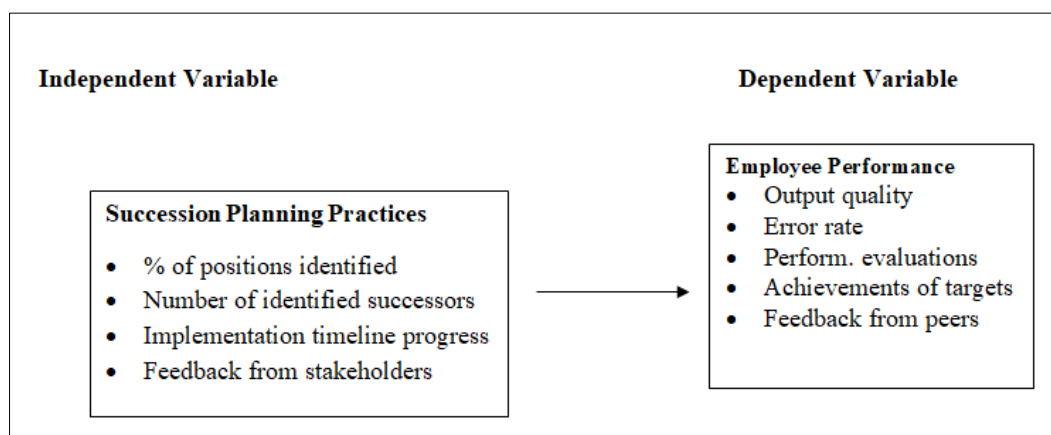 Independent Variable
Dependent Variable
Succession Planning Practices
• % of positions identified
• Number of identified successors
• Implementation timeline progress
• Feedback from stakeholders
Employee Performance
• Output quality
• Error rate
• Perform. evaluations
• Achievements of targets
• Feedback from peers